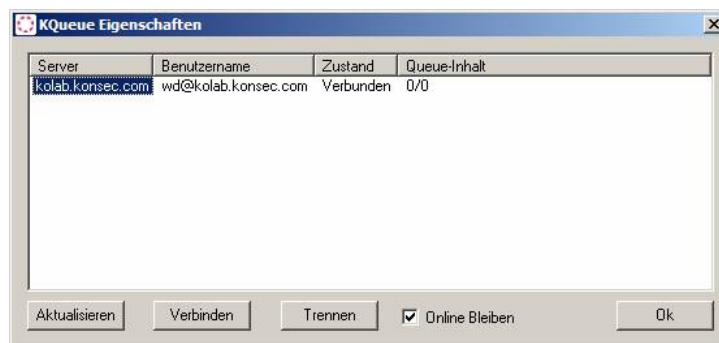 KQueue Eigenschaften
Server Benutzername Zustand Queue-Inhalt
kolab.konsec.com wd@kolab.konsec.com Verbunden 0/0
Aktualisieren Verbinden Trennen Online Bleiben Ok